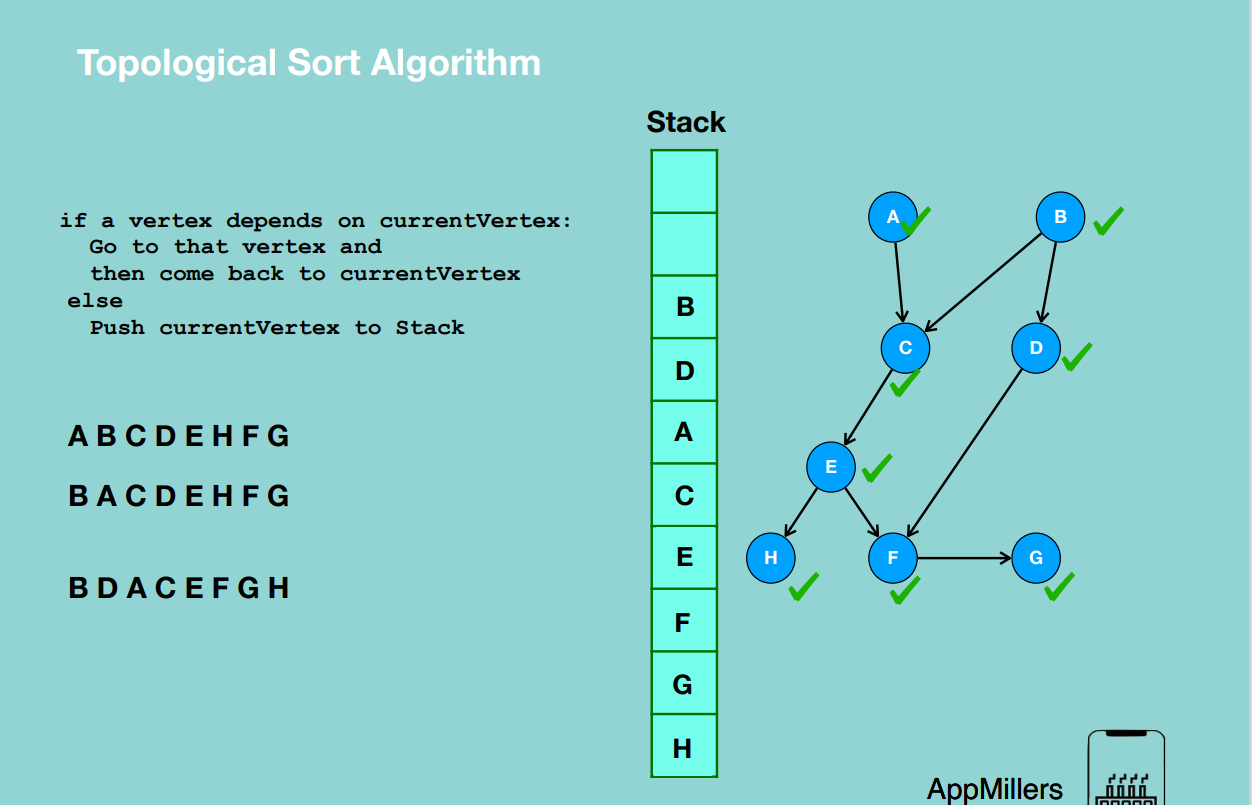 Topological Sort Algorithm
Stack
if a vertex depends on currentVertex:
Go to that vertex and
then come back to currentVertex
else
Push currentVertex to Stack
A B C D E H F G
B A C D E H F G
B D A C E F G H
B
D
A
C
E
F
G
H
A
B
C
D
E
H
F
G
AppMillers